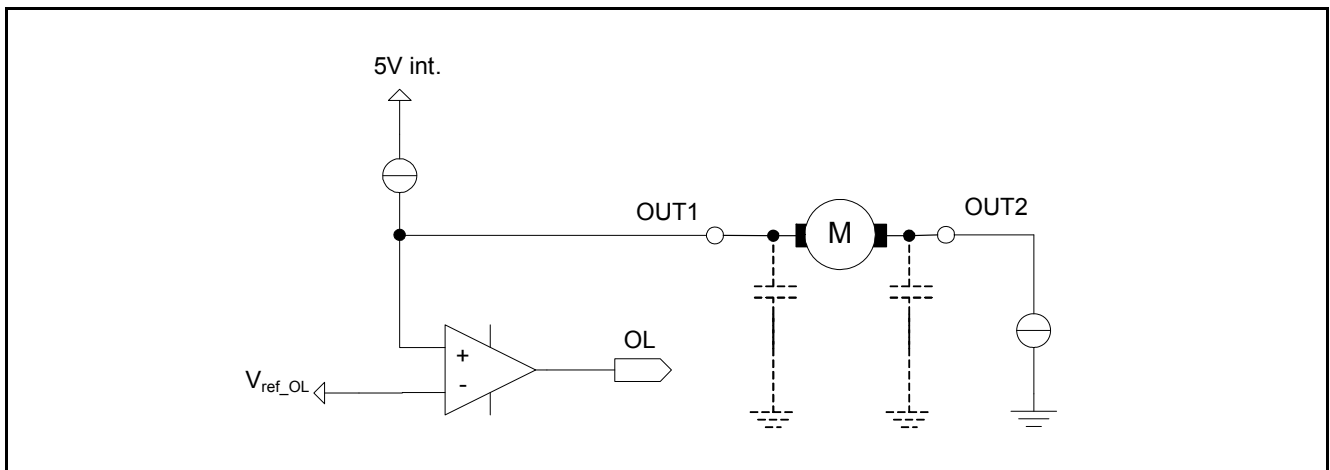 5V int.
OUT1
M
OUT2
+
-
OL
Vref_OL